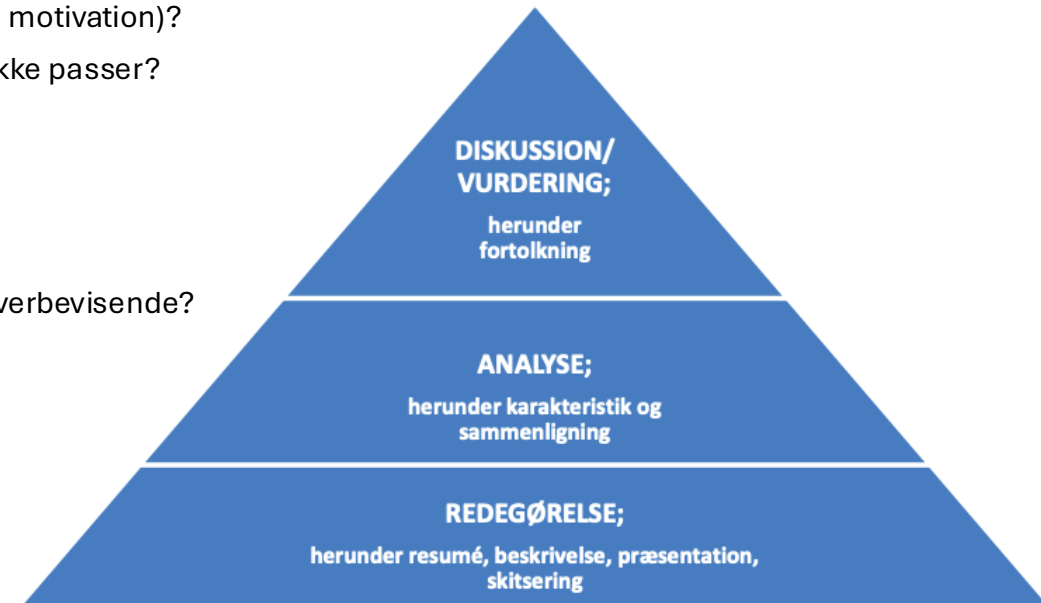 motivation)?
kke passer?
verbevisende?
DISKUSSION/
VURDERING;
herunder
fortolkning
ANALYSE;
herunder karakteristik og
sammenligning
REDEGØRELSE;
herunder resumé, beskrivelse, præsentation,
skitsering